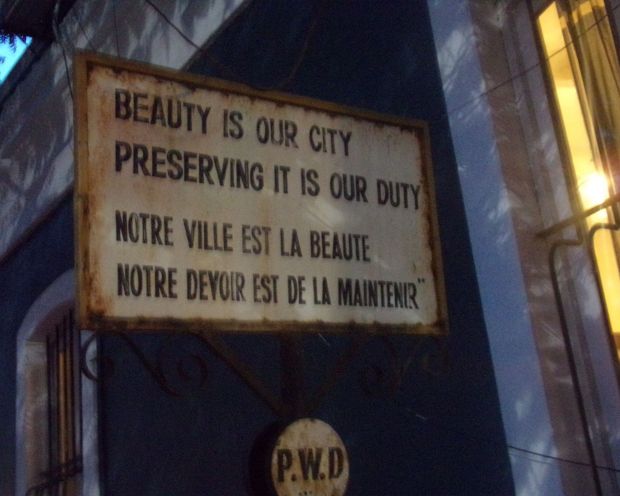 BEAUTY IS OUR CITY
PRESERVING IT IS OUR DUTY
NOTRE VILLE EST LA BEAUTE
NOTRE DEVOIR EST DE LA MAINTENIR"
P.W.D